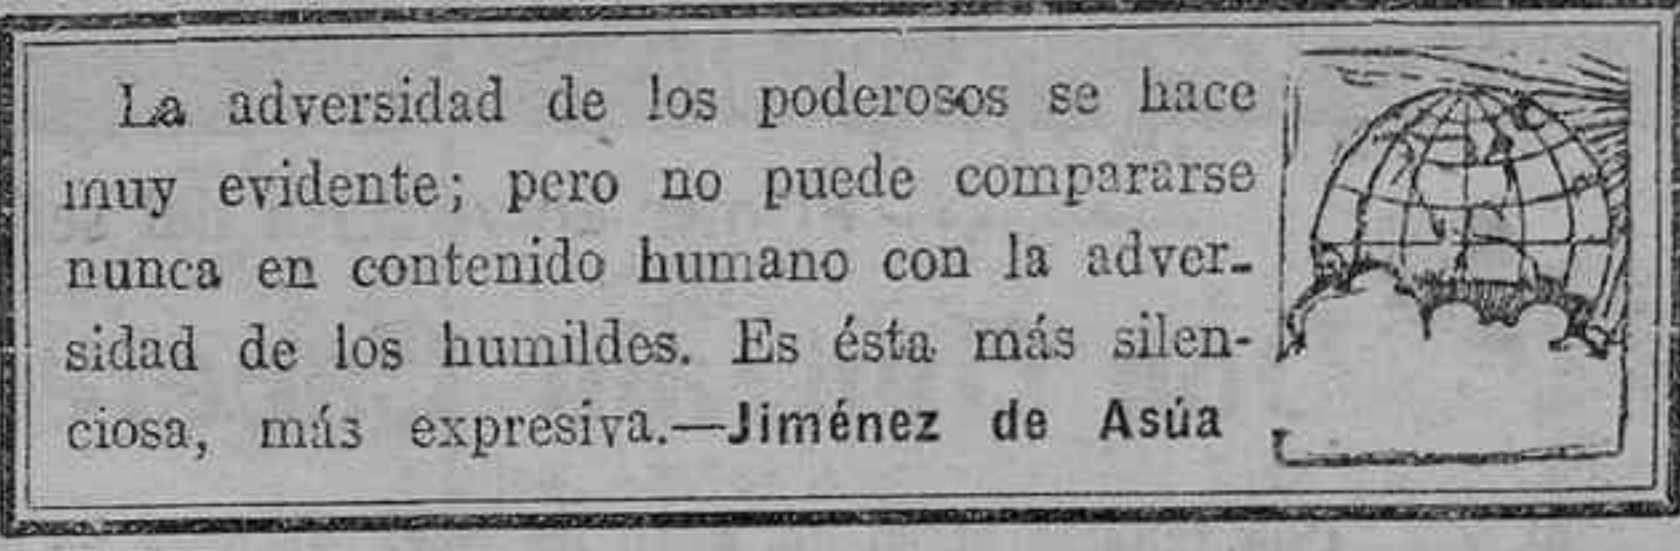 La adversidad de los poderosos se hace
muy evidente; pero no puede compararse
nunca en contenido humano con la adver-
sidad de los humildes. Es ésta más silen-
ciosa, más expresiva.—Jiménez de Asúa